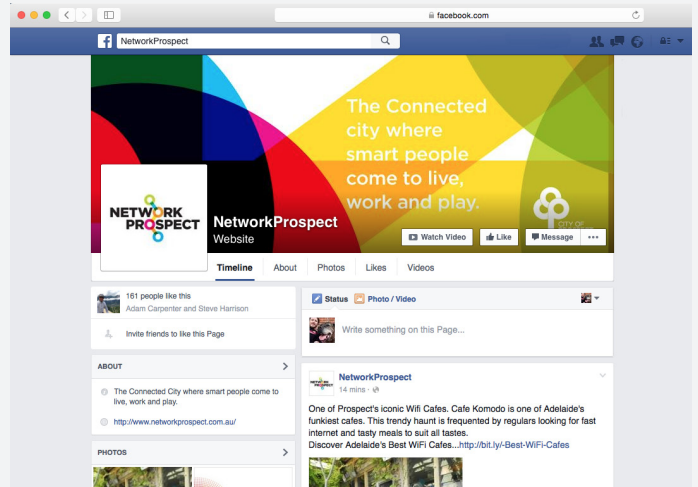 facebook.com
NetworkProspect
The Connected
city where
smart people
come to live,
work and play.
NETWORK
PROSPECT
NetworkProspect
Website
CITY OF
Watch Video
Like
Message
Timeline
About
Photos
Likes
Videos
161 people like this
Adam Carpenter and Steve Harrison
Invite friends to like this Page
ABOUT
The Connected City where smart people come to
live, work and play.
http://www.networkprospect.com.au/
PHOTOS
Status
Photo / Video
Write something on this Page...
NETWORK
PROSPECT
NetworkProspect
14 mins ·
One of Prospect's iconic Wifi Cafes. Cafe Komodo is one of Adelaide's
funkiest cafes. This trendy haunt is frequented by regulars looking for fast
internet and tasty meals to suit all tastes.
Discover Adelaide's Best WiFi Cafes...http://bit.ly/-Best-WiFi-Cafes